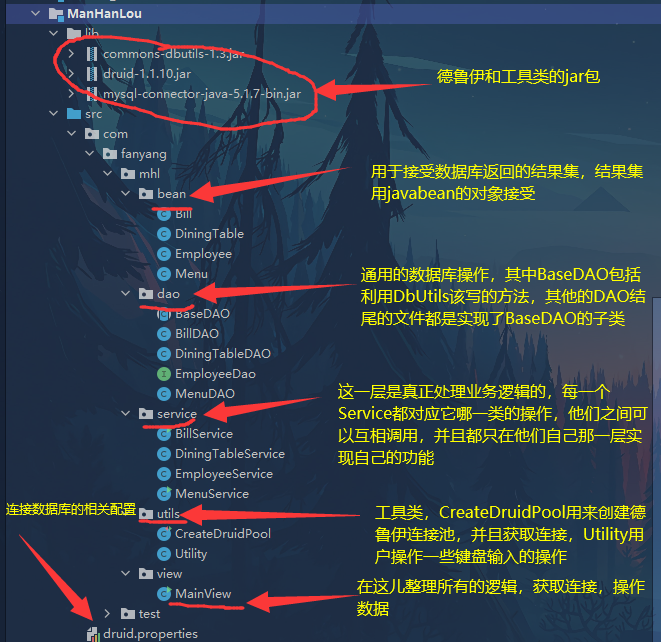 ManHanLou
lib
commons-dbutils-1.3.jar
druid-1.1.10.jar
mysql-connector-java-5.1.7-bin.jar
德鲁伊和工具类的jar包
src
com
fanyang
mhl
bean
用于接受数据库返回的结果集，结果集
用javabean的对象接受
Bill
DiningTable
Employee
Menu
dao
通用的数据库操作，其中BaseDAO包括
利用DbUtils该写的方法，其他的DAO结
尾的文件都是实现了BaseDAO的子类
BaseDAO
BillDAO
DiningTableDAO
EmployeeDao
MenuDAO
service
这一层是真正处理业务逻辑的，每一个
Service都对应它哪一类的操作，他们之间可
以互相调用，并且都只在他们自己那一层实
现自己的功能
BillService
DiningTableService
EmployeeService
MenuService
连接数据库的相关配置
utils
工具类，CreateDruidPool用来创建德
鲁伊连接池，并且获取连接，Utility用
户操作一些键盘输入的操作
CreateDruidPool
Utility
view
MainView
在这儿整理所有的逻辑，获取连接，操作
数据
test
druid.properties